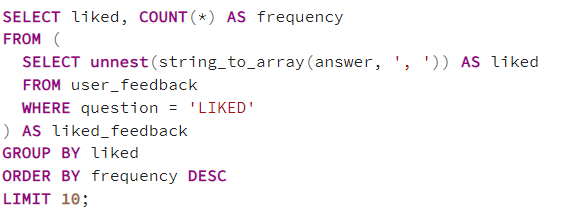 SELECT liked, COUNT(*) AS frequency
FROM (
  SELECT unnest(string_to_array(answer, ', ')) AS liked
  FROM user_feedback
  WHERE question = 'LIKED'
) AS liked_feedback
GROUP BY liked
ORDER BY frequency DESC
LIMIT 10;